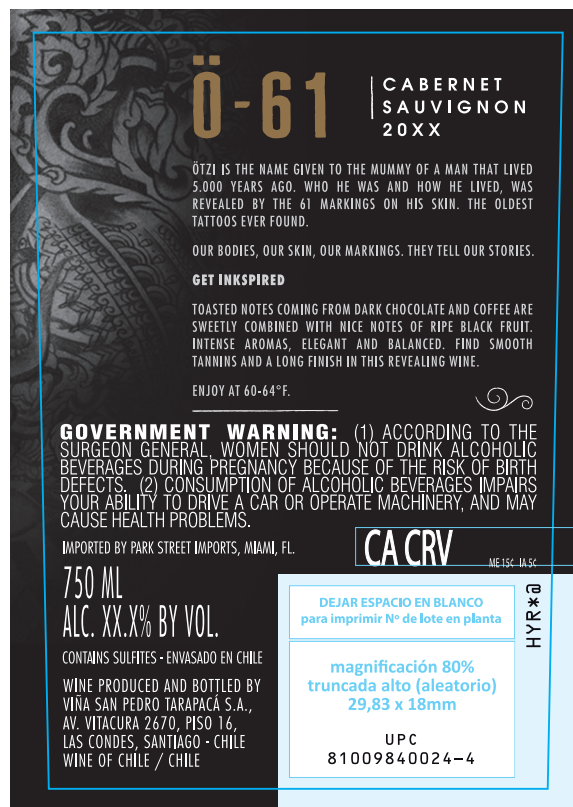 Ö-61
CABERNET
SAUVIGNON
20XX
ÖTZI IS THE NAME GIVEN TO THE MUMMY OF A MAN THAT LIVED
5.000 YEARS AGO. WHO HE WAS AND HOW HE LIVED, WAS
REVEALED BY THE 61 MARKINGS ON HIS SKIN. THE OLDEST
TATTOOS EVER FOUND.
OUR BODIES, OUR SKIN, OUR MARKINGS. THEY TELL OUR STORIES.
GET INKSPIRED
TOASTED NOTES COMING FROM DARK CHOCOLATE AND COFFEE ARE
SWEETLY COMBINED WITH NICE NOTES OF RIPE BLACK FRUIT.
INTENSE AROMAS, ELEGANT AND BALANCED. FIND SMOOTH
TANNINS AND A LONG FINISH IN THIS REVEALING WINE.
ENJOY AT 60-64°F.
GOVERNMENT WARNING: (1) ACCORDING TO THE
SURGEON GENERAL, WOMEN SHOULD NOT DRINK ALCOHOLIC
BEVERAGES DURING PREGNANCY BECAUSE OF THE RISK OF BIRTH
DEFECTS. (2) CONSUMPTION OF ALCOHOLIC BEVERAGES IMPAIRS
YOUR ABILITY TO DRIVE A CAR OR OPERATE MACHINERY, AND MAY
CAUSE HEALTH PROBLEMS.
IMPORTED BY PARK STREET IMPORTS, MIAMI, FL.
CA CRV
ME 15¢ IA 5¢
750 ML
ALC. XX.X% BY VOL.
CONTAINS SULFITES - ENVASADO EN CHILE
WINE PRODUCED AND BOTTLED BY
VIÑA SAN PEDRO TARAPACÁ S.A.,
AV. VITACURA 2670, PISO 16,
LAS CONDES, SANTIAGO - CHILE
WINE OF CHILE / CHILE
DEJAR ESPACIO EN BLANCO
para imprimir Nº de lote en planta
magnificación 80%
truncada alto (aleatorio)
29,83 x 18mm
UPC
81009840024-4
HYR*@